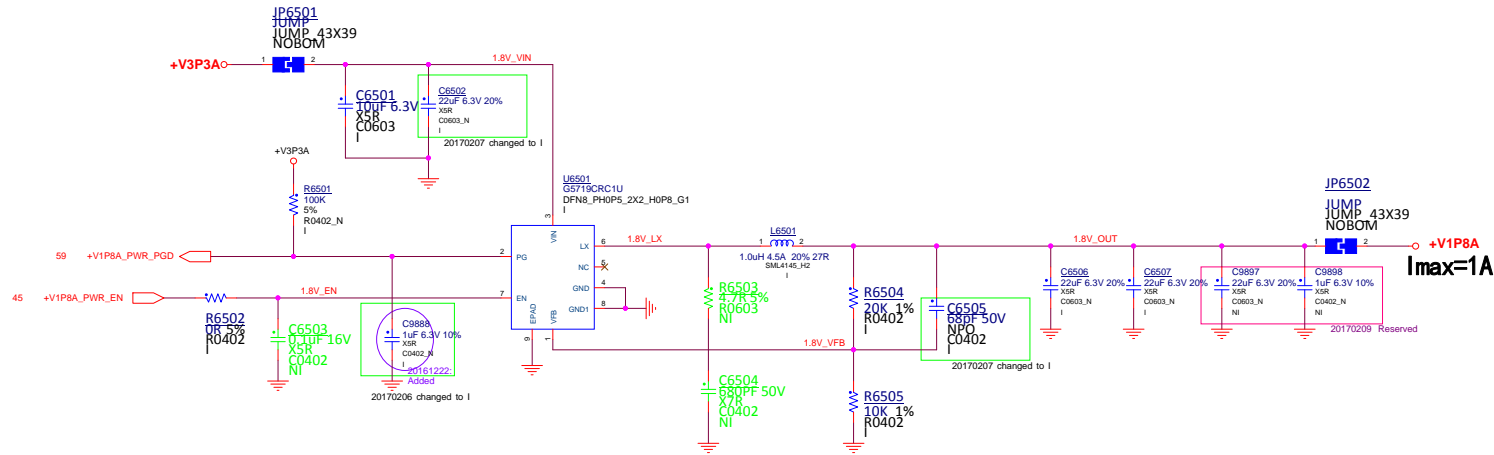 JP6501
JUMP
JUMP_43X39
NOBOM
+V3P3A
1
2
1.8V_VIN
C6501
10uF 6.3V
X5R
C0603
I
C6502
22uF 6.3V 20%
X5R
C0603_N
I
20170207 changed to I
+V3P3A
R6501
100K
5%
R0402_N
I
U6501
G5719CRC1U
DFN8_PH0P5_2X2_H0P8_G1
I
3
VIN
59
+V1P8A_PWR_PGD
2
PG
LX
6
1.8V_LX
NC
5
GND
4
GND1
8
45
+V1P8A_PWR_EN
1.8V_EN
7
EN
EPAD
VFB
9
1
R6502
0R 5%
R0402
I
C6503
0.1uF 16V
X5R
C0402
NI
C9888
1uF 6.3V 10%
X5R
C0402_N
I
20161222:
Added
20170206 changed to I
L6501
1
2
1.0uH 4.5A 20% 27R
SML4145_H2
I
R6503
4.7R 5%
R0603
NI
C6504
680PF 50V
X7R
C0402
NI
R6504
20K 1%
R0402
I
1.8V_VFB
C6505
68pF 50V
NPO
C0402
I
20170207 changed to I
R6505
10K 1%
R0402
I
1.8V_OUT
C6506
22uF 6.3V 20%
X5R
C0603_N
I
C6507
22uF 6.3V 20%
X5R
C0603_N
I
C9897
22uF 6.3V 20%
X5R
C0603_N
NI
C9898
1uF 6.3V 10%
X5R
C0402_N
NI
20170209 Reserved
JP6502
JUMP
JUMP_43X39
NOBOM
1
2
+V1P8A
Imax=1A